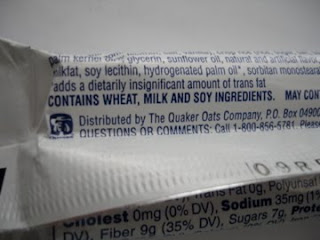 palm kernel oil*, glycerin, sunflower oil, natural and artificial flavor,
milkfat, soy lecithin, hydrogenated palm oil*, sorbitan monostearate
adds a dietarily insignificant amount of trans fat
CONTAINS WHEAT, MILK AND SOY INGREDIENTS. MAY CON
Distributed by The Quaker Oats Company, P.O. Box 04900
QUESTIONS OR COMMENTS: Call 1-800-856-5781. Please
Trans Fat 0g, Polyunsat
Cholest 0mg (0% DV), Sodium 35mg (1%
DV), Fiber 9g (35% DV), Sugars 7g, Prote